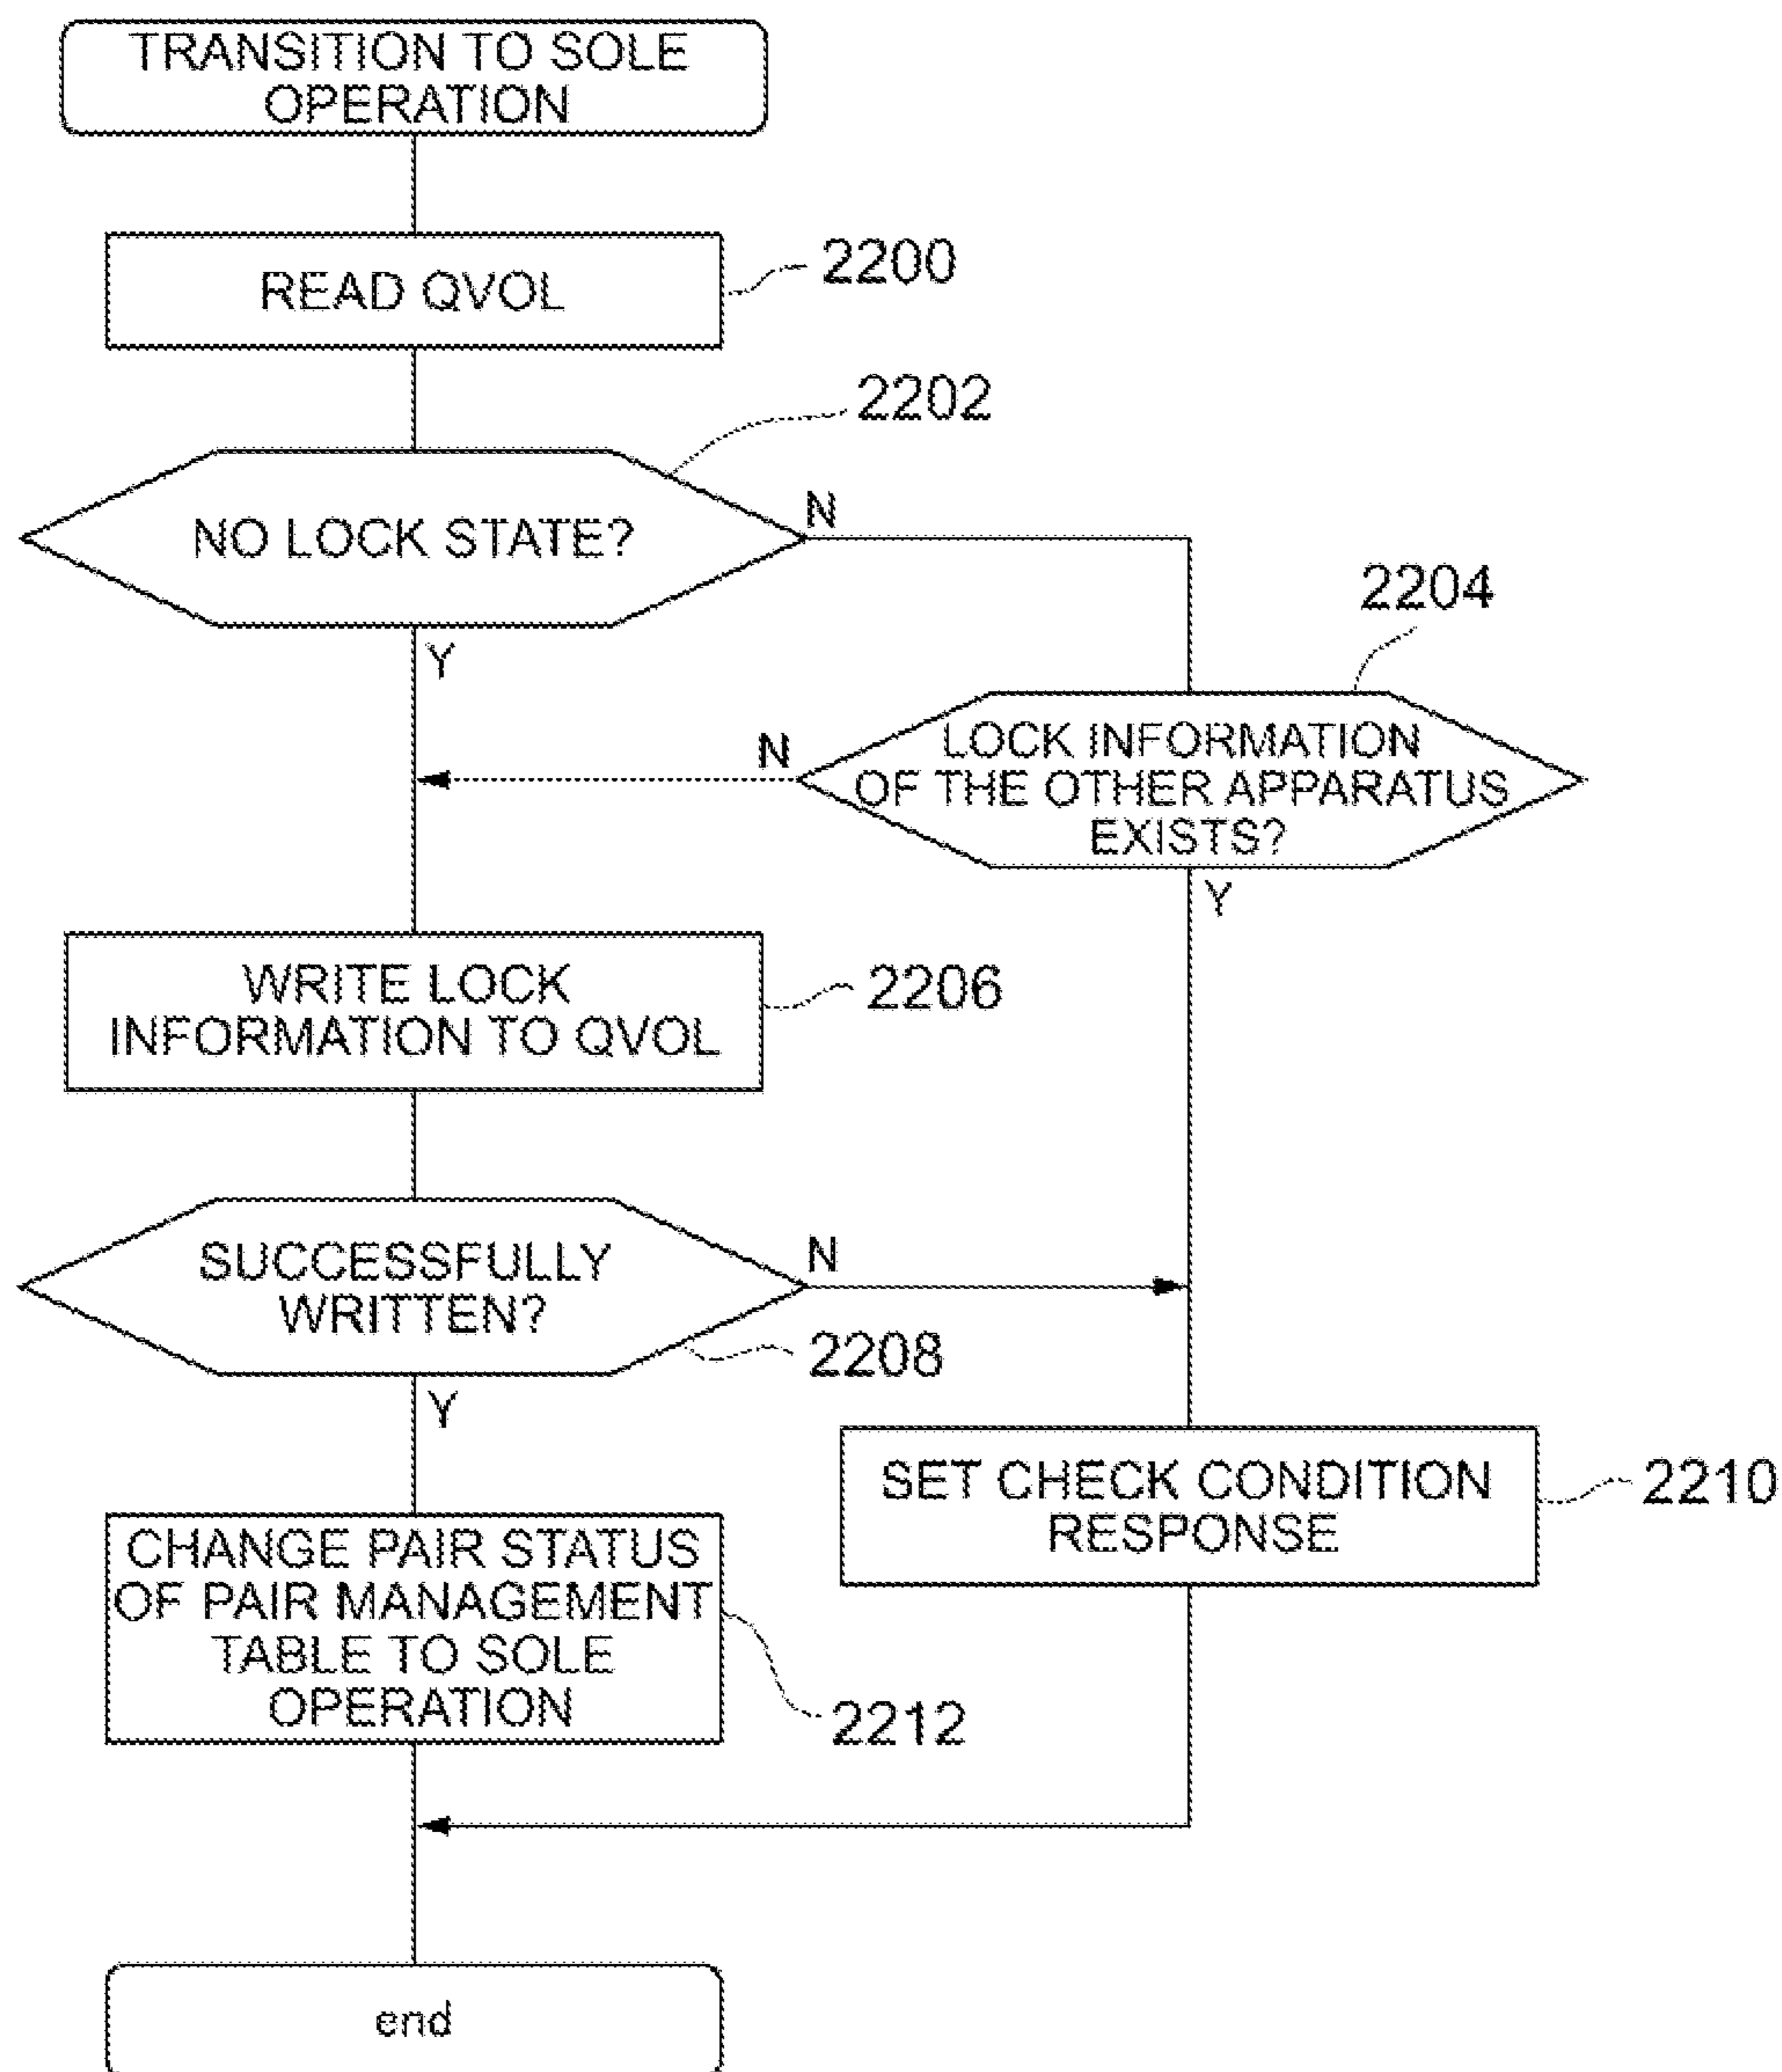 TRANSITION TO SOLE
OPERATION
READ QVOL
2200
2202
NO LOCK STATE?
N
Y
2204
LOCK INFORMATION
OF THE OTHER APPARATUS
EXISTS?
N
Y
WRITE LOCK
INFORMATION TO QVOL
2206
SUCCESSFULLY
WRITTEN?
N
2208
Y
SET CHECK CONDITION
RESPONSE
2210
CHANGE PAIR STATUS
OF PAIR MANAGEMENT
TABLE TO SOLE
OPERATION
2212
end